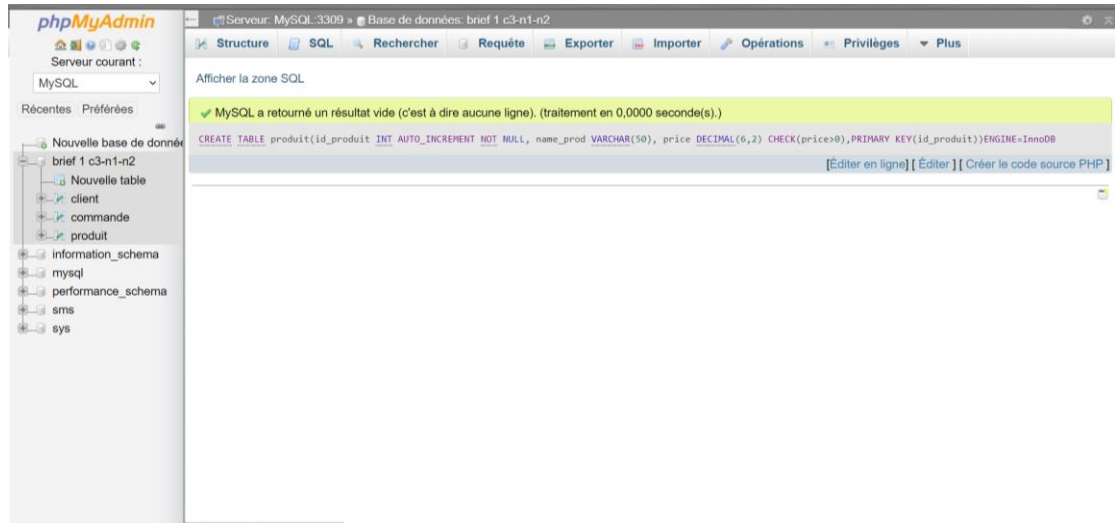 phpMyAdmin
Serveur courant :
MySQL
Récentes Préférées
Nouvelle base de donnée
brief 1 c3-n1-n2
Nouvelle table
client
commande
produit
information_schema
mysql
performance_schema
sms
sys
Serveur: MySQL:3309 » Base de données: brief 1 c3-n1-n2
Structure SQL Rechercher Requête Exporter Importer Opérations Privilèges Plus
Afficher la zone SQL
MySQL a retourné un résultat vide (c'est à dire aucune ligne). (traitement en 0,0000 seconde(s).)
CREATE TABLE produit(id_produit INT AUTO_INCREMENT NOT NULL, name_prod VARCHAR(50), price DECIMAL(6,2) CHECK(price>0),PRIMARY KEY(id_produit))ENGINE=InnoDB
[Éditer en ligne] [ Éditer ] [ Créer le code source PHP ]